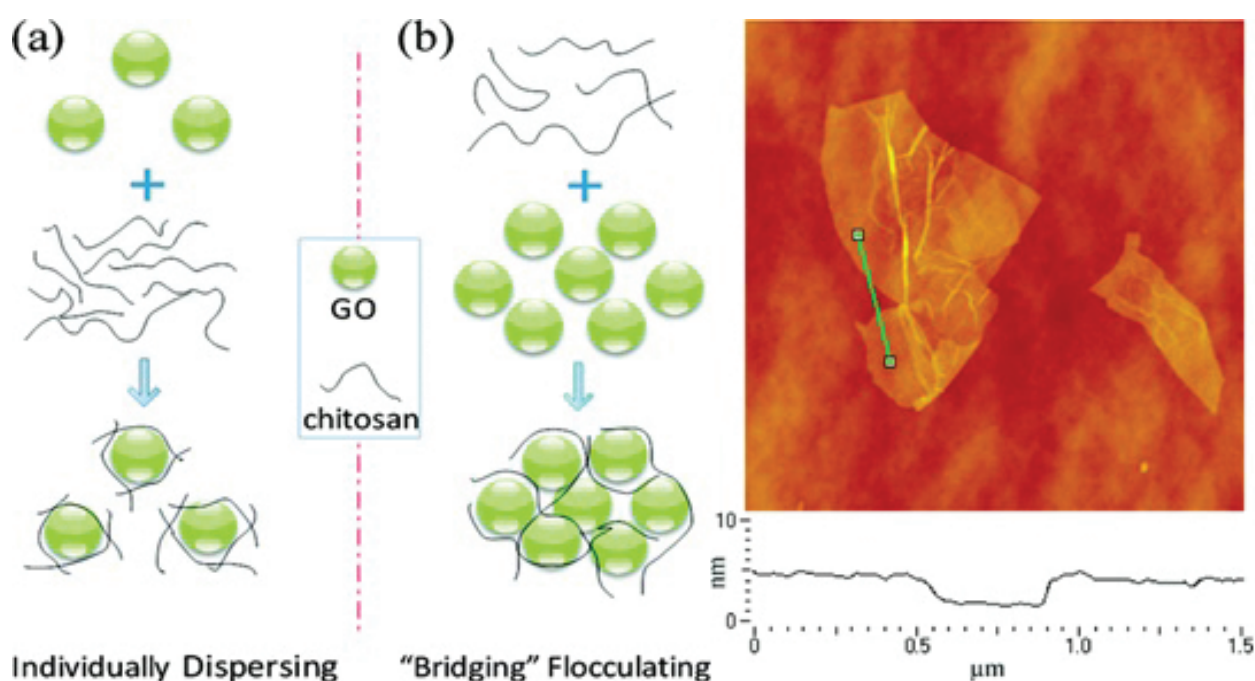 (a)
(b)
+
+
GO
chitosan
Individually Dispersing
“Bridging” Flocculating
10
nm
0
0
0.5
1.0
1.5
µm